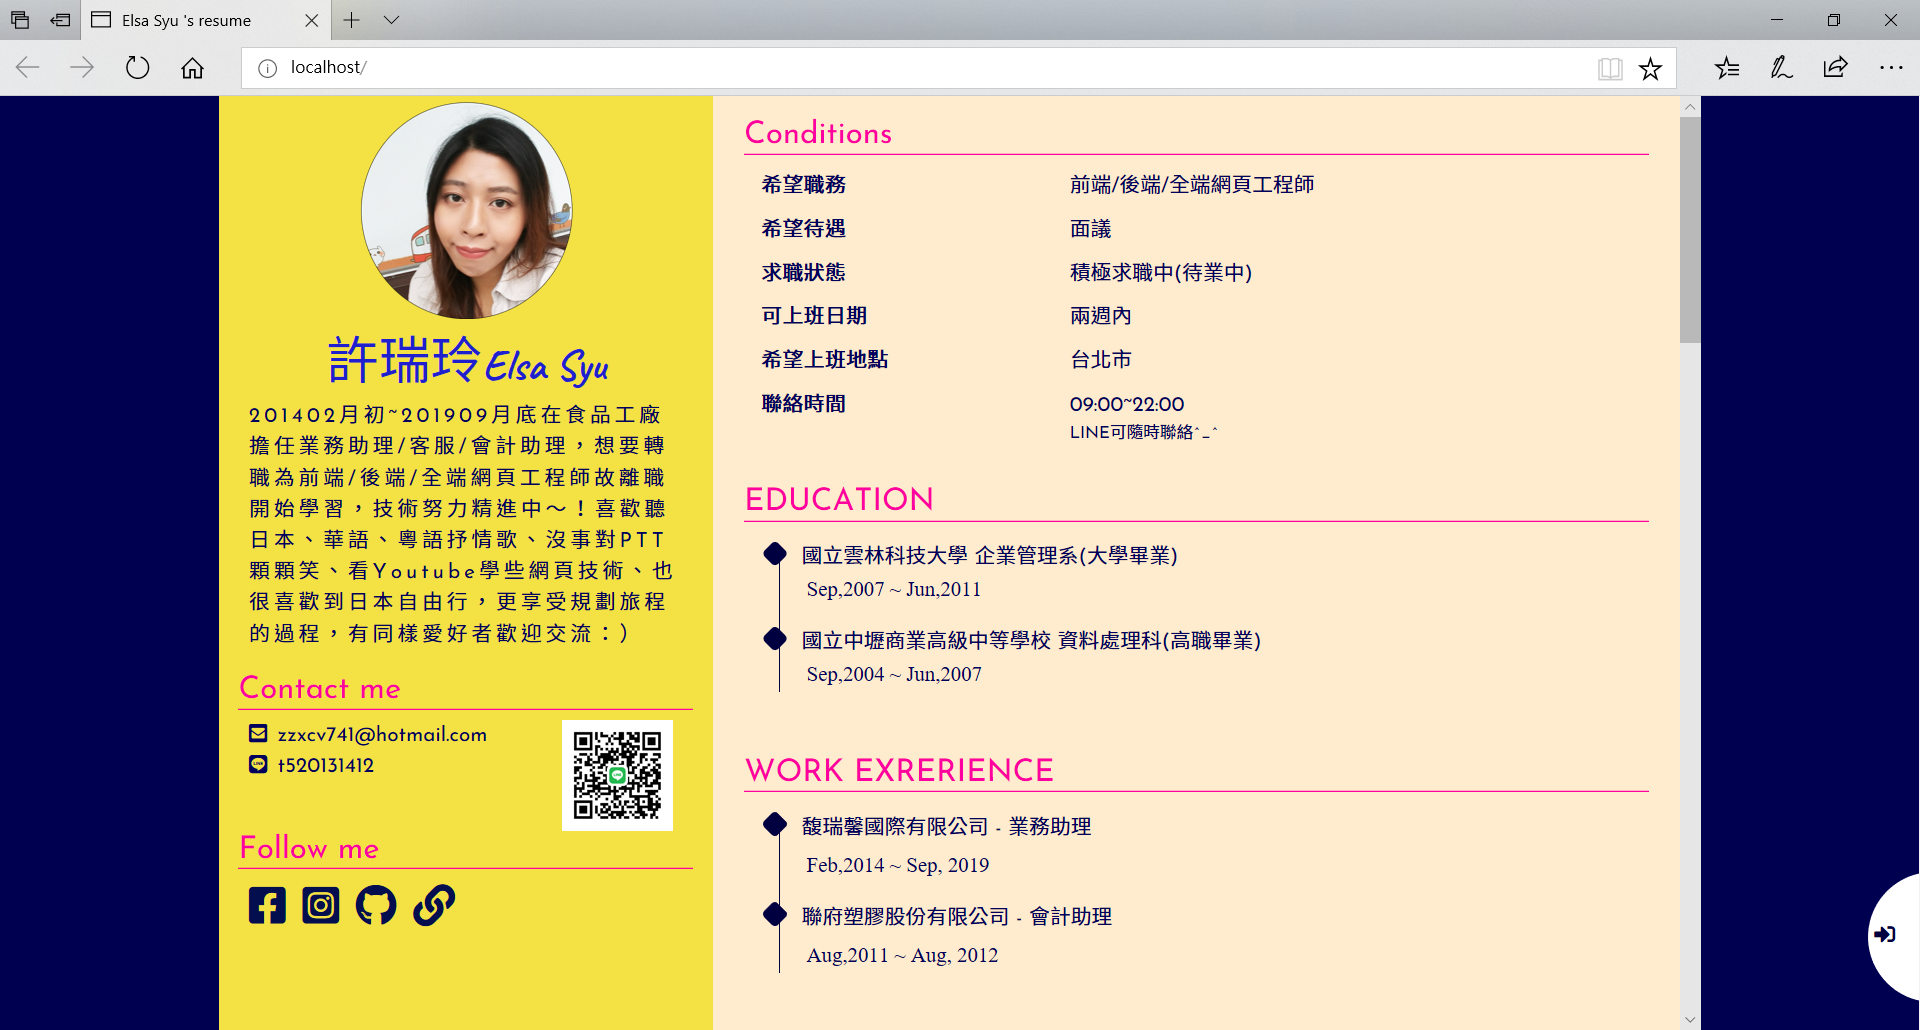 Elsa Syu 's resume
localhost/
許瑞玲Elsa Syu
201402月初~201909月底在食品工廠
擔任業務助理/客服/會計助理，想要轉
職為前端/後端/全端網頁工程師故離職
開始學習，技術努力精進中～！喜歡聽
日本、華語、粵語抒情歌、沒事對PTT
顆顆笑、看Youtube學些網頁技術、也
很喜歡到日本自由行，更享受規劃旅程
的過程，有同樣愛好者歡迎交流：）
Contact me
zzxcv741@hotmail.com
t520131412
Follow me
Conditions
希望職務 前端/後端/全端網頁工程師
希望待遇 面議
求職狀態 積極求職中(待業中)
可上班日期 兩週內
希望上班地點 台北市
聯絡時間 09:00~22:00
LINE可隨時聯絡^_^
EDUCATION
國立雲林科技大學 企業管理系(大學畢業)
Sep,2007 ~ Jun,2011
國立中壢商業高級中等學校 資料處理科(高職畢業)
Sep,2004 ~ Jun,2007
WORK EXRERIENCE
馥瑞馨國際有限公司 - 業務助理
Feb,2014 ~ Sep, 2019
聯府塑膠股份有限公司 - 會計助理
Aug,2011 ~ Aug, 2012